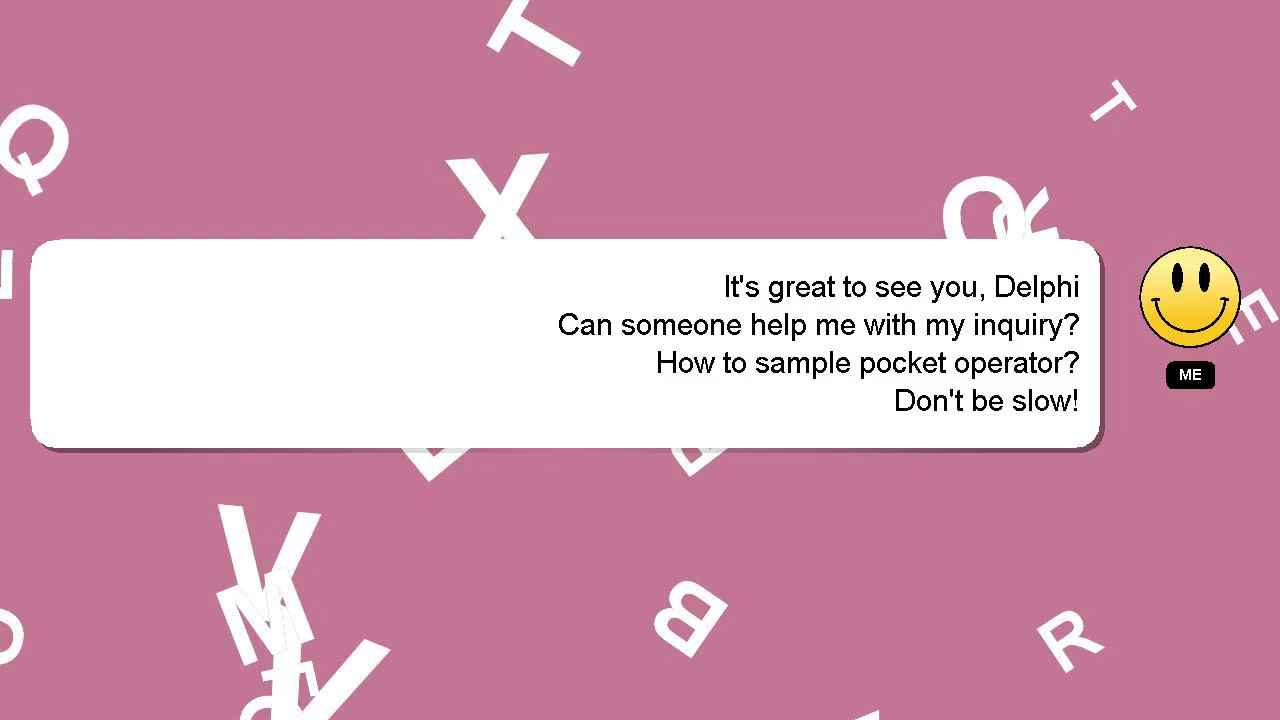 It's great to see you, Delphi
Can someone help me with my inquiry?
How to sample pocket operator?
Don't be slow!
ME
T
T
Q
X
Q
E
V
M
B
R